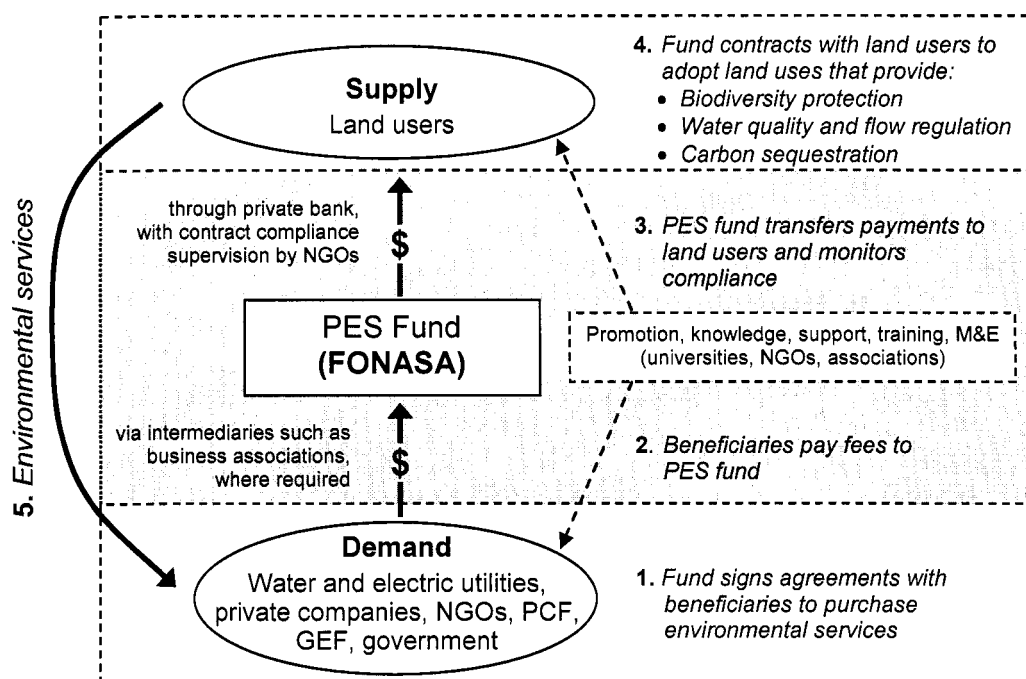 5. Environmental services
Supply
Land users
4. Fund contracts with land users to
adopt land uses that provide:
• Biodiversity protection
• Water quality and flow regulation
• Carbon sequestration
through private bank,
with contract compliance
supervision by NGOs
$
3. PES fund transfers payments to
land users and monitors
compliance
PES Fund
(FONASA)
Promotion, knowledge, support, training, M&E
(universities, NGOs, associations)
via intermediaries such as
business associations,
where required
$
2. Beneficiaries pay fees to
PES fund
Demand
Water and electric utilities,
private companies, NGOs, PCF,
GEF, government
1. Fund signs agreements with
beneficiaries to purchase
environmental services